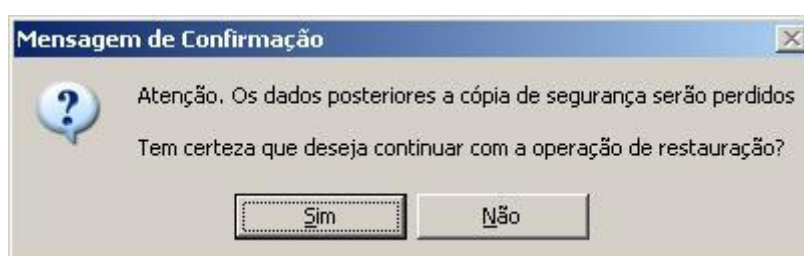 Mensagem de Confirmação
Atenção. Os dados posteriores a cópia de segurança serão perdidos
Tem certeza que deseja continuar com a operação de restauração?
Sim Não